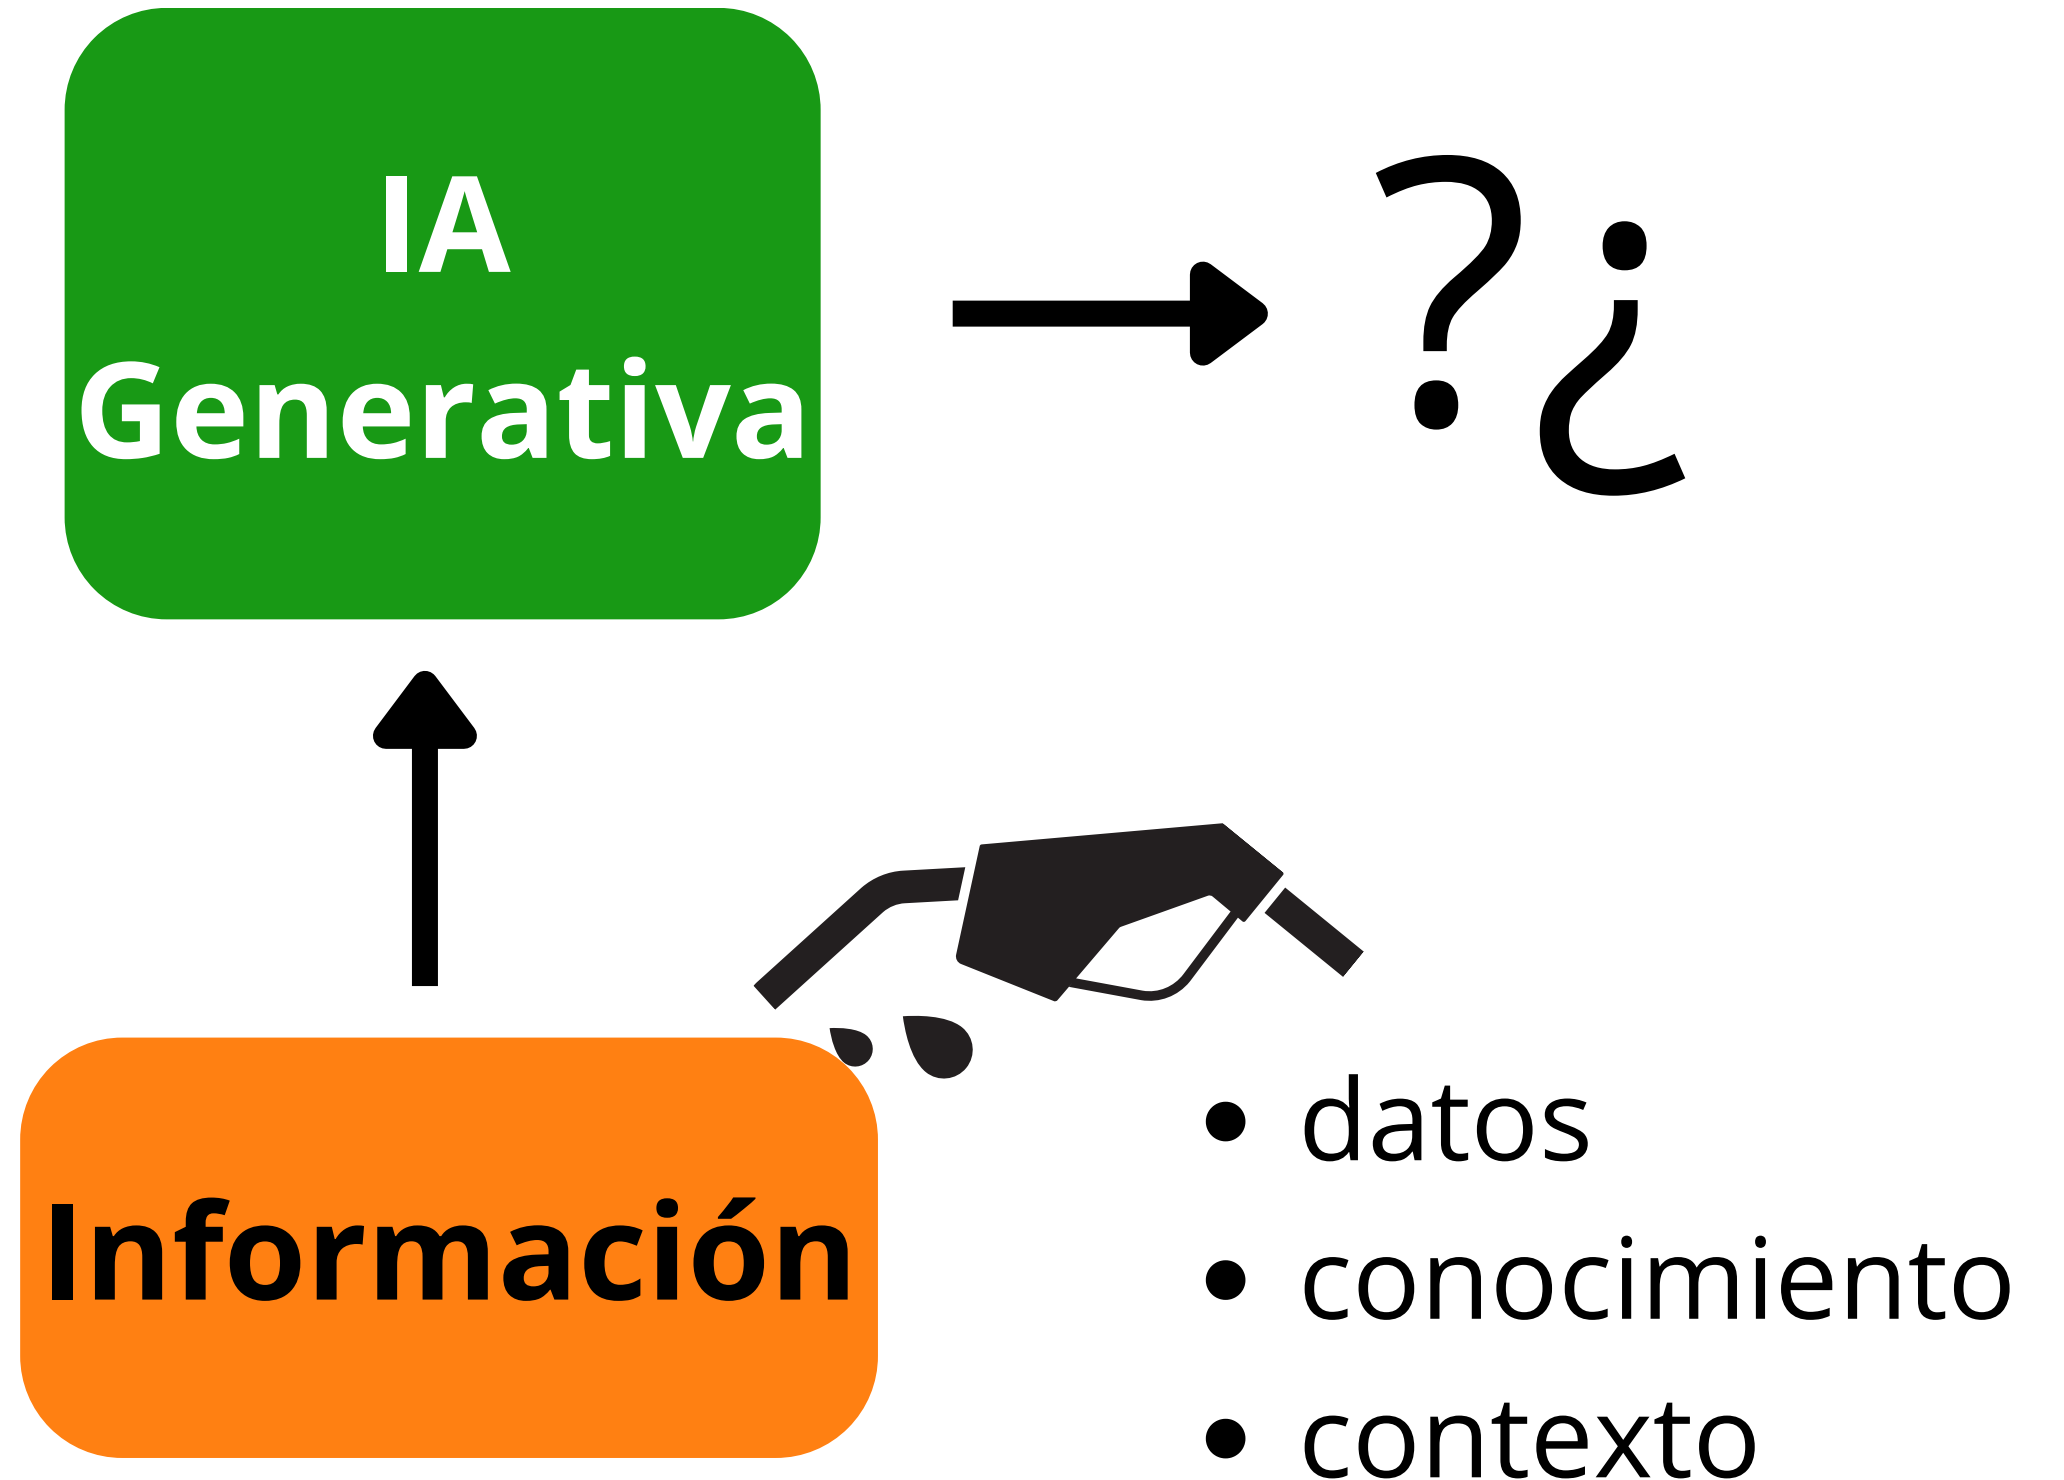 IA
Generativa
?¿
Información
• datos
• conocimiento
• contexto